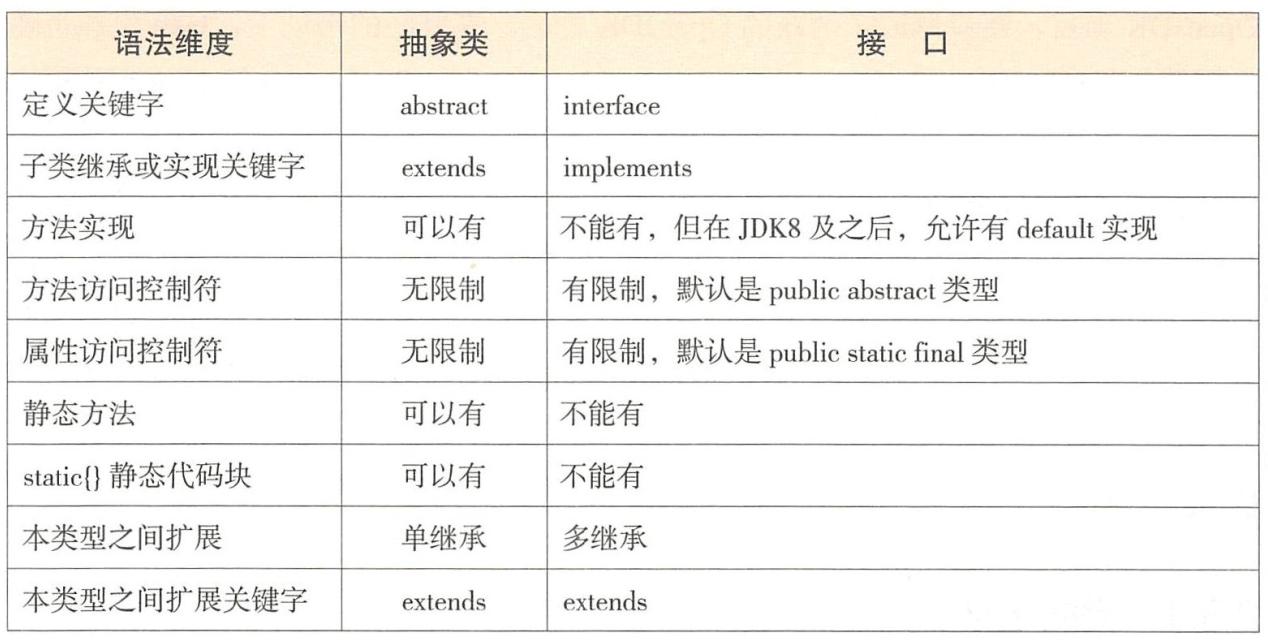 语法维度 抽象类 接 口
定义关键字 abstract interface
子类继承或实现关键字 extends implements
方法实现 可以有 不能有，但在 JDK8 及之后，允许有 default 实现
方法访问控制符 无限制 有限制，默认是 public abstract 类型
属性访问控制符 无限制 有限制，默认是 public static final 类型
静态方法 可以有 不能有
static{} 静态代码块 可以有 不能有
本类型之间扩展 单继承 多继承
本类型之间扩展关键字 extends extends